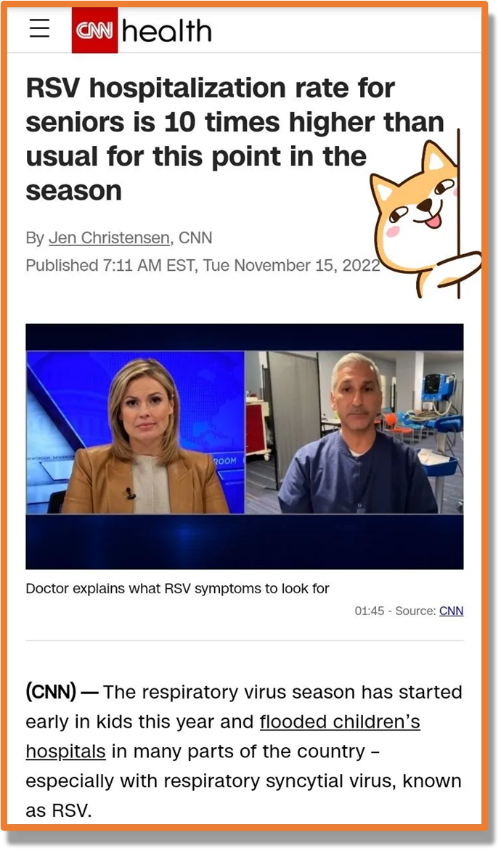 CNN health
RSV hospitalization rate for
seniors is 10 times higher than
usual for this point in the
season
By Jen Christensen, CNN
Published 7:11 AM EST, Tue November 15, 2022
ROOM
Doctor explains what RSV symptoms to look for
01:45 - Source: CNN
(CNN) — The respiratory virus season has started
early in kids this year and flooded children's
hospitals in many parts of the country –
especially with respiratory syncytial virus, known
as RSV.